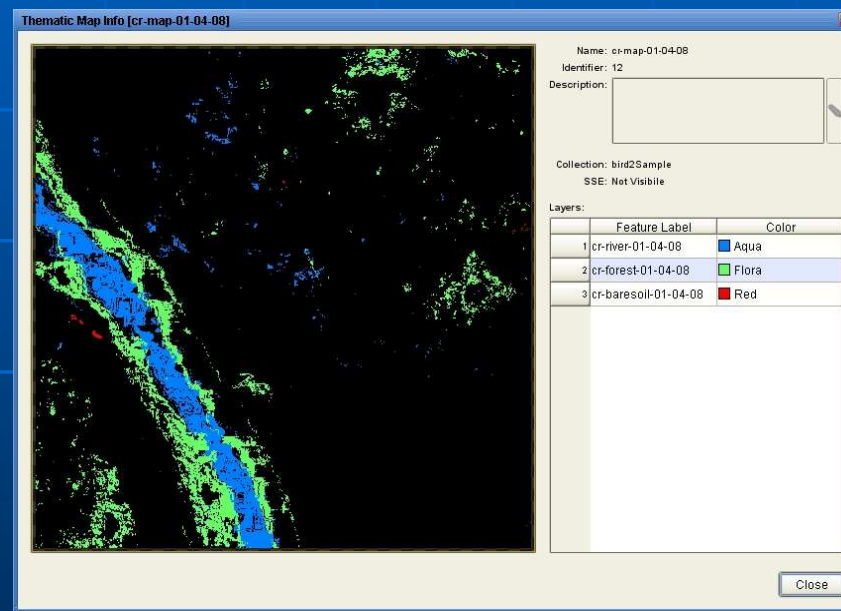 Thematic Map Info [cr-map-01-04-08]
Name: cr-map-01-04-08
Identifier: 12
Description:
Collection: bird2Sample
SSE: Not Visibile
Layers:
Feature Label Color
1 cr-river-01-04-08 Aqua
2 cr-forest-01-04-08 Flora
3 cr-baresoil-01-04-08 Red
Close